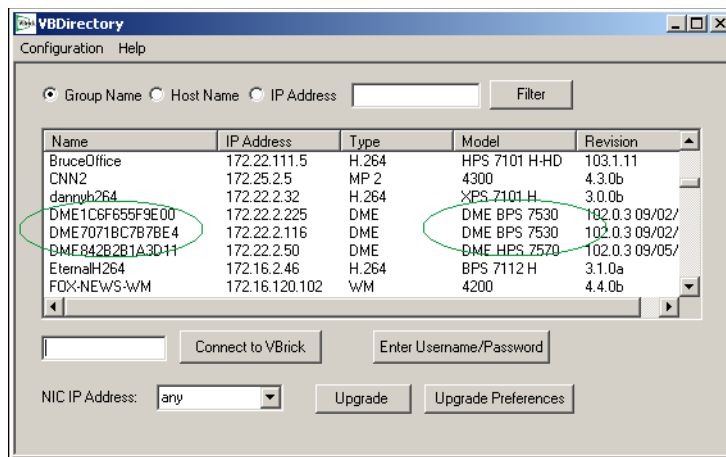 VBDirectory
Configuration Help
Group Name Host Name IP Address Filter
Name IP Address Type Model Revision
BruceOffice 172.22.111.5 H.264 HPS 7101 H-HD 103.1.11
CNN2 172.25.2.5 MP 2 4300 4.3.0b
dannyh264 172.22.2.32 H.264 XPS 7101 H 3.0.0b
DME1C6F655F9E00 172.22.2.225 DME DME BPS 7530 102.0.3 09/02/
DME7071BC7B7BE4 172.22.2.116 DME DME BPS 7530 102.0.3 09/02/
DME842B2B1A3D11 172.22.2.50 DME DME HPS 7570 102.0.3 09/05/
EternalH264 172.16.2.46 H.264 BPS 7112 H 3.1.0a
FOX-NEWS-WM 172.16.120.102 WM 4200 4.4.0b
Connect to VBrick Enter Username/Password
NIC IP Address: any Upgrade Upgrade Preferences